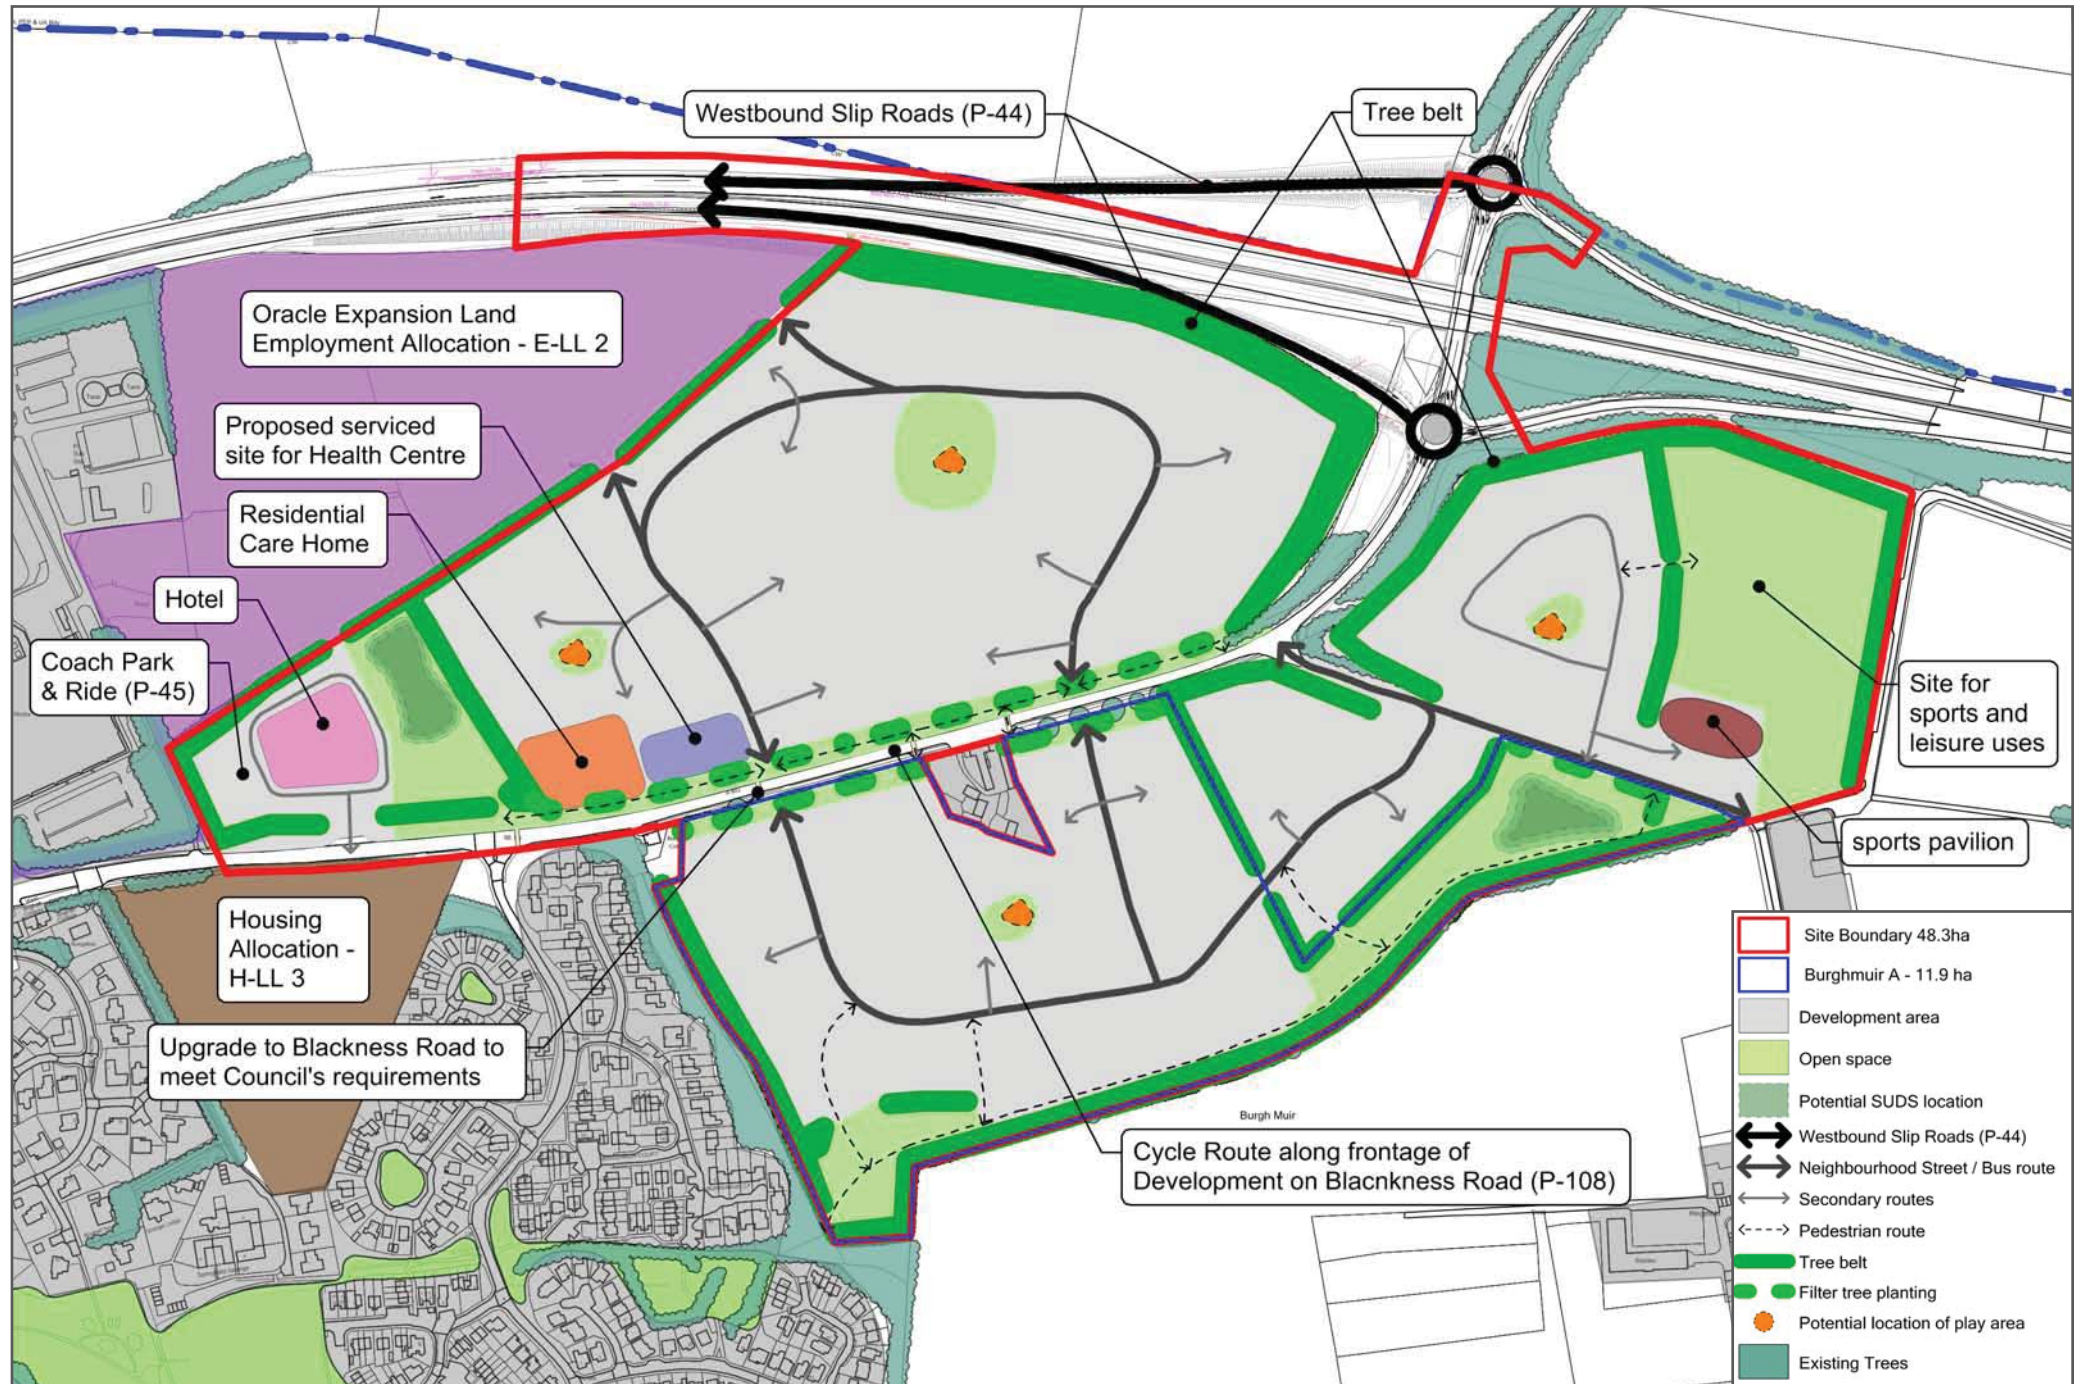 Westbound Slip Roads (P-44)
Tree belt
Oracle Expansion Land
Employment Allocation - E-LL 2
Proposed serviced
site for Health Centre
Residential
Care Home
Hotel
Coach Park
& Ride (P-45)
Site for
sports and
leisure uses
sports pavilion
Housing
Allocation -
H-LL 3
Upgrade to Blackness Road to
meet Council's requirements
Burgh Muir
Cycle Route along frontage of
Development on Blacnkness Road (P-108)
Site Boundary 48.3ha
Burghmuir A - 11.9 ha
Development area
Open space
Potential SUDS location
Westbound Slip Roads (P-44)
Neighbourhood Street / Bus route
Secondary routes
Pedestrian route
Tree belt
Filter tree planting
Potential location of play area
Existing Trees